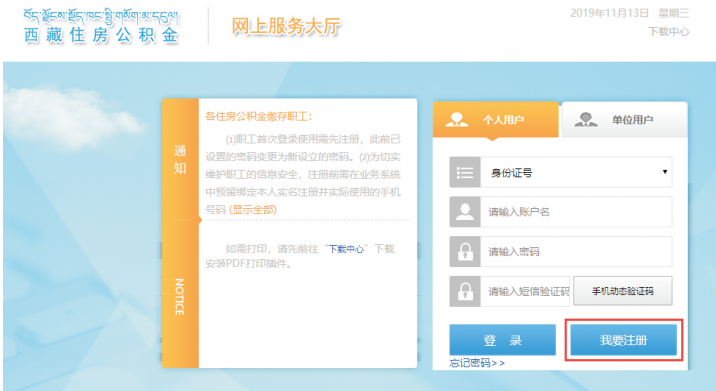 བོད་ལྗོངས་སྡོད་ཁང་སྤྱི་གསོག་མ་དངུལ།
西藏住房公积金
网上服务大厅
2019年11月13日 星期三
下载中心
通知
NOTICE
各住房公积金缴存职工：
(1)职工首次登录使用需先注册，此前已
设置的密码变更为新设立的密码。(2)为切实
维护职工的信息安全，注册前需在业务系统
中预留绑定本人实名注册并实际使用的手机
号码 (显示全部)
如需打印，请先前往“下载中心”下载
安装PDF打印插件。
个人用户
单位用户
身份证号
请输入账户名
请输入密码
请输入短信验证码
手机动态验证码
登 录
我要注册
忘记密码>>